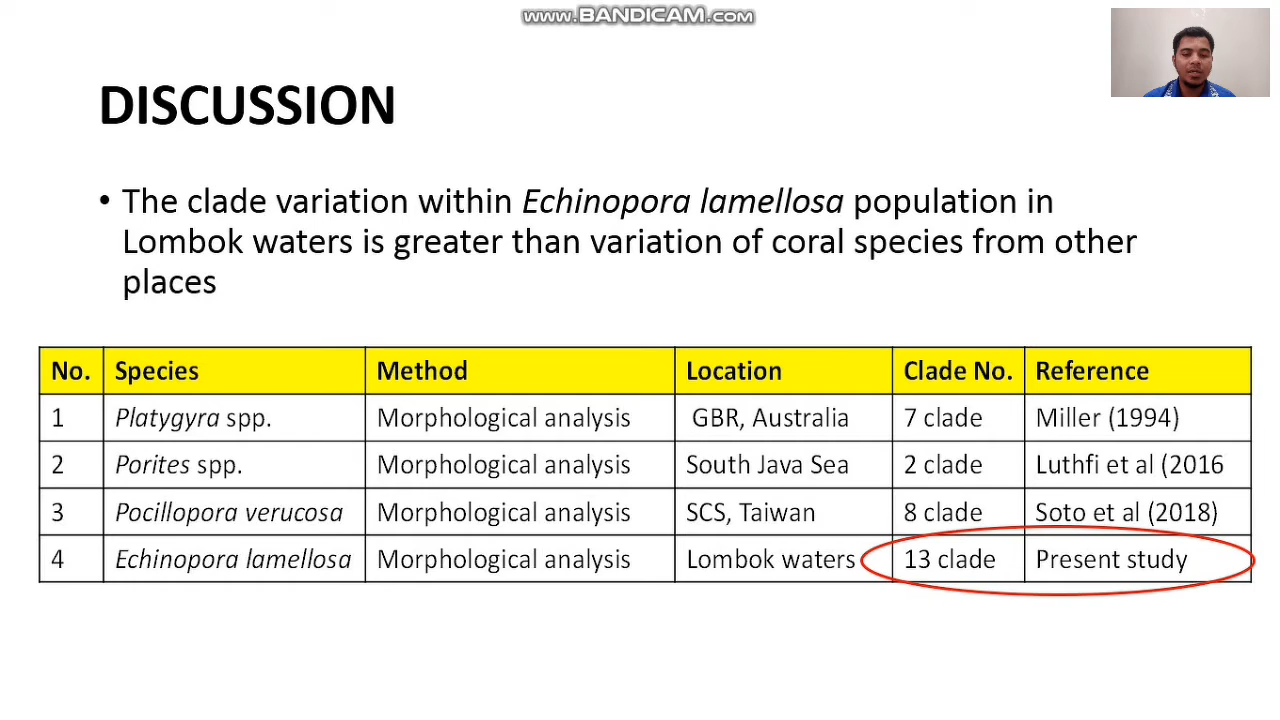 www.BANDICAM.com
DISCUSSION
• The clade variation within Echinopora lamellosa population in
Lombok waters is greater than variation of coral species from other
places
No. Species Method Location Clade No. Reference
1 Platygyra spp. Morphological analysis GBR, Australia 7 clade Miller (1994)
2 Porites spp. Morphological analysis South Java Sea 2 clade Luthfi et al (2016
3 Pocillopora verucosa Morphological analysis SCS, Taiwan 8 clade Soto et al (2018)
4 Echinopora lamellosa Morphological analysis Lombok waters 13 clade Present study